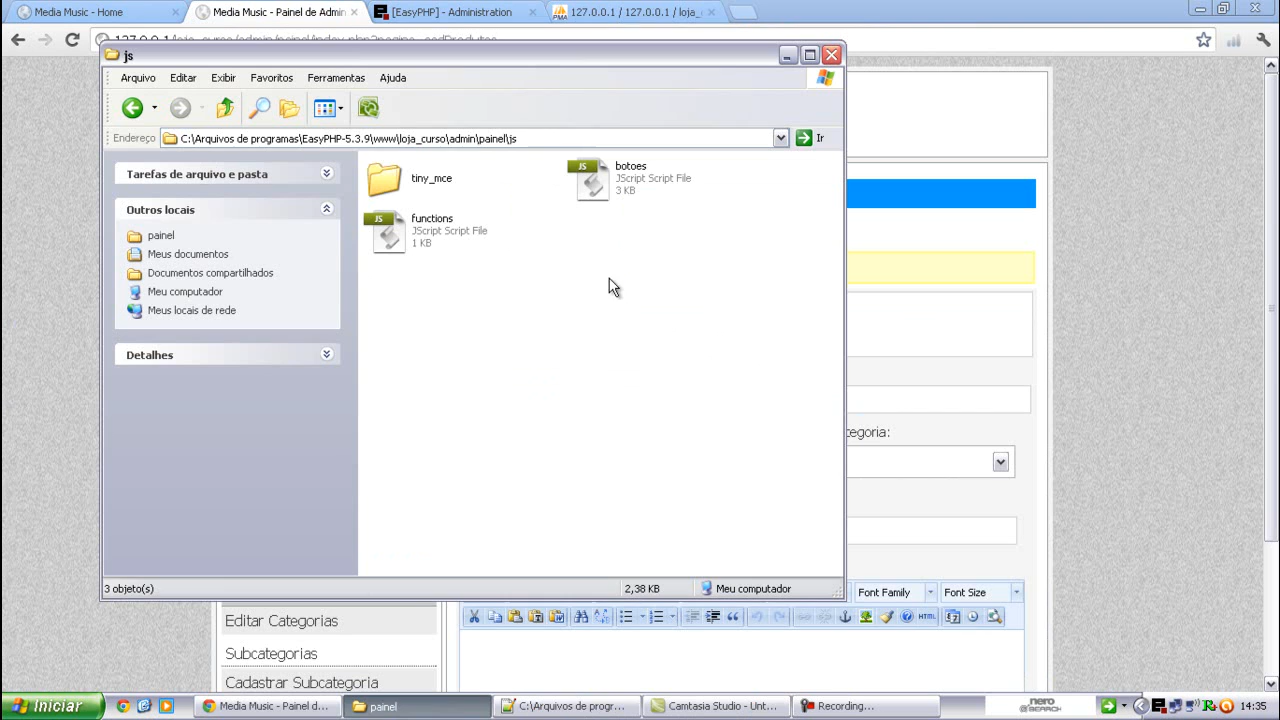 Media Music - Home
Media Music - Painel de Admin
[EasyPHP] - Administration
127.0.0.1 / 127.0.0.1 / loja_
js
Arquivo Editar Exibir Favoritos Ferramentas Ajuda
Endereço C:\Arquivos de programas\EasyPHP-5.3.9\www\loja_curso\admin\painel\js Ir
Tarefas de arquivo e pasta
Outros locais
painel
Meus documentos
Documentos compartilhados
Meu computador
Meus locais de rede
Detalhes
tiny_mce
botoes
JScript Script File
3 KB
functions
JScript Script File
1 KB
egoria:
3 objeto(s) 2,38 KB Meu computador
Font Family Font Size
HTML
Editar Categorias
Subcategorias
Cadastrar Subcategoria
Iniciar
Media Music - Painel d...
painel
\Arquivos de progr...
Camtasia Studio - Unt...
Recording...
nero
SEARCH
14:35